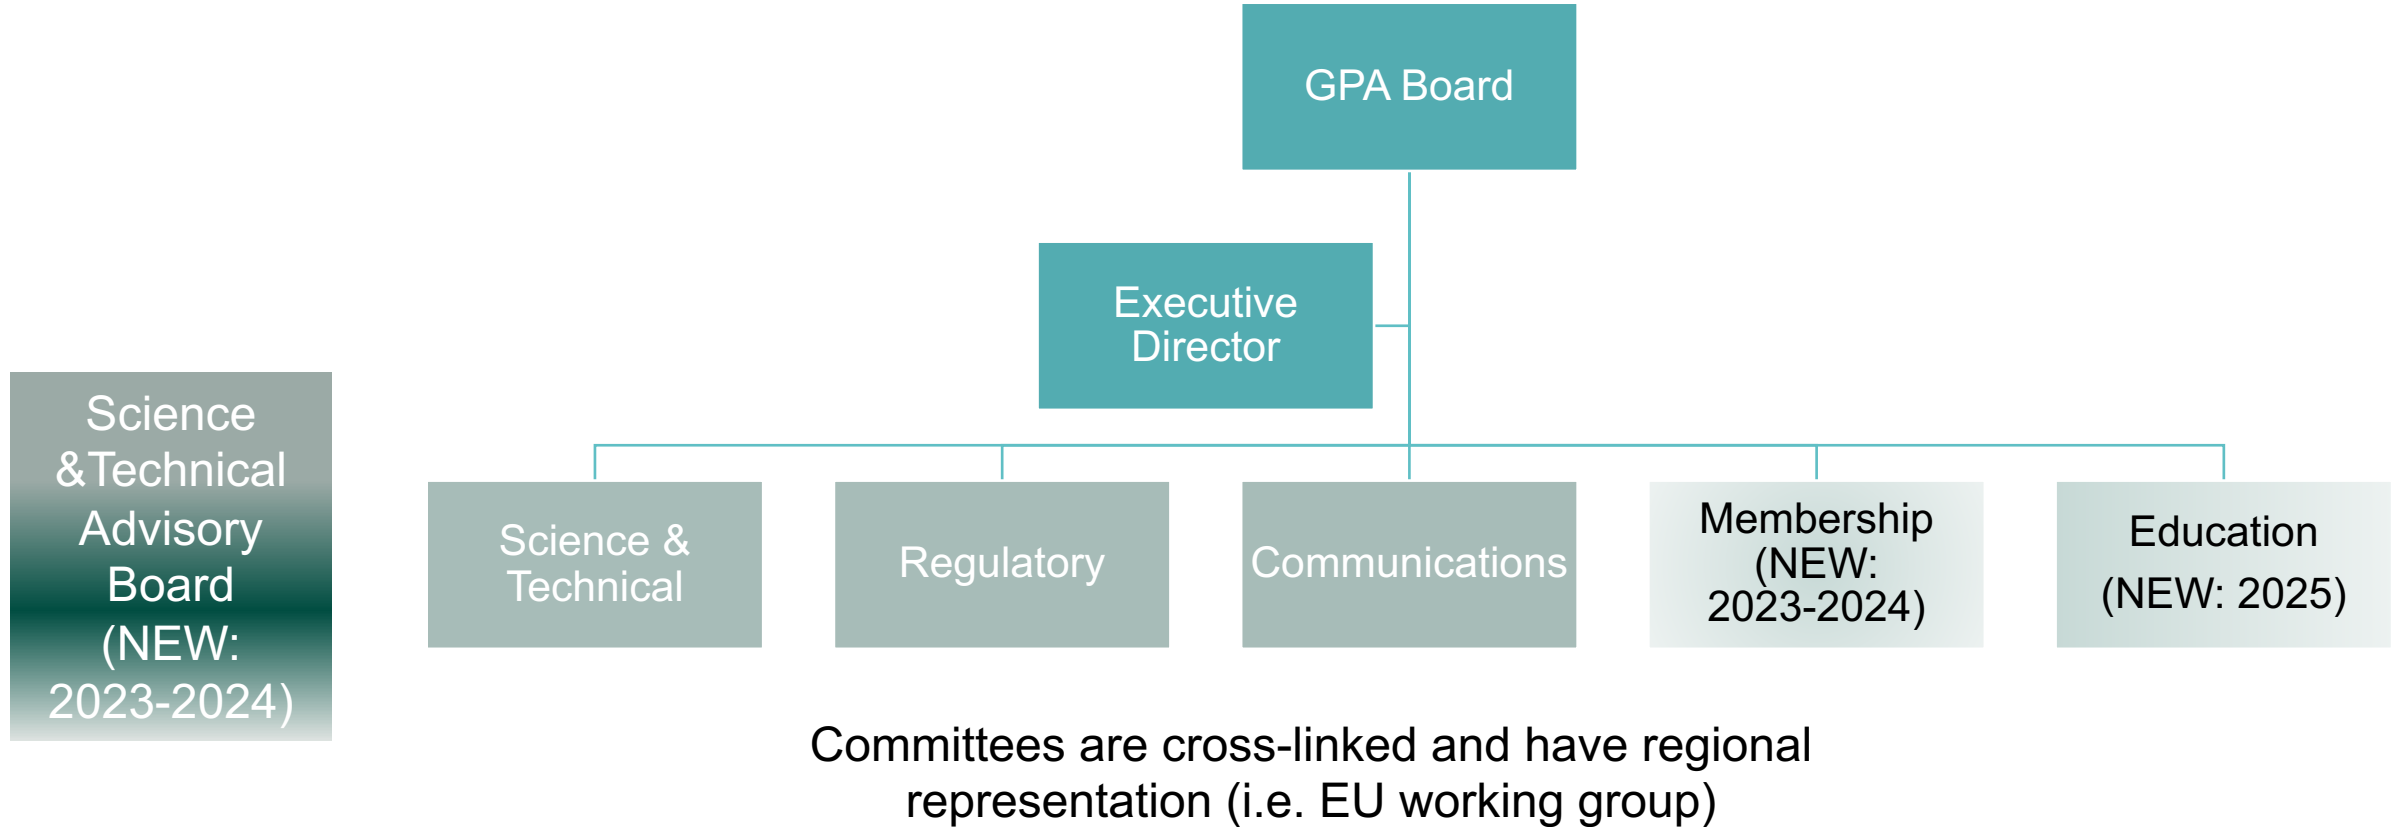 GPA Board
Executive
Director
Science
&Technical
Advisory
Board
(NEW:
2023-2024)
Science &
Technical
Regulatory
Communications
Membership
(NEW:
2023-2024)
Education
(NEW: 2025)
Committees are cross-linked and have regional
representation (i.e. EU working group)